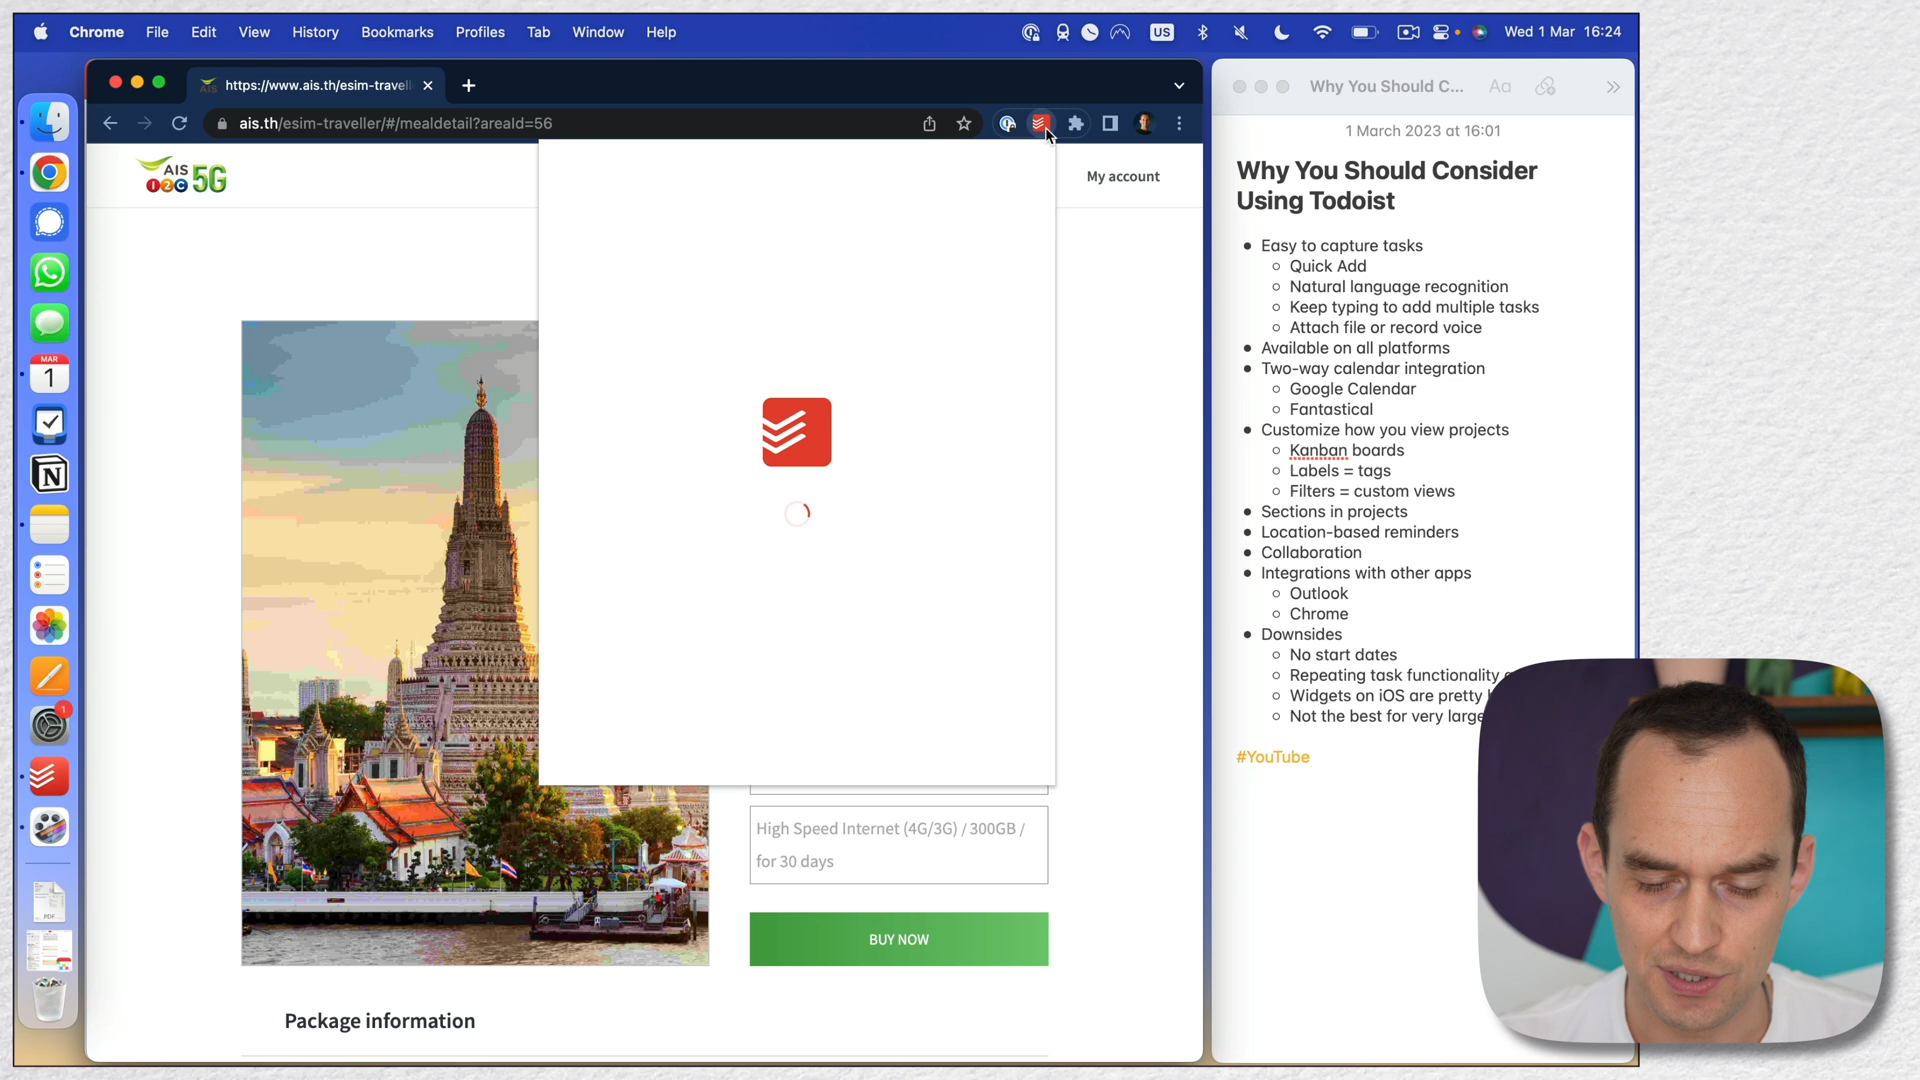 Chrome File Edit View History Bookmarks Profiles Tab Window Help US Wed 1 Mar 16:24
https://www.ais.th/esim-travell
ais.th/esim-traveller/#/mealdetail?areaId=56
AIS
12C 5G
My account
MAR
1
1
PDF
High Speed Internet (4G/3G) / 300GB /
for 30 days
BUY NOW
Package information
Why You Should C... Aa
1 March 2023 at 16:01
Why You Should Consider
Using Todoist
Easy to capture tasks
Quick Add
Natural language recognition
Keep typing to add multiple tasks
Attach file or record voice
Available on all platforms
Two-way calendar integration
Google Calendar
Fantastical
Customize how you view projects
Kanban boards
Labels = tags
Filters = custom views
Sections in projects
Location-based reminders
Collaboration
Integrations with other apps
Outlook
Chrome
Downsides
No start dates
Repeating task functionality
Widgets on iOS are pretty
Not the best for very large
#YouTube